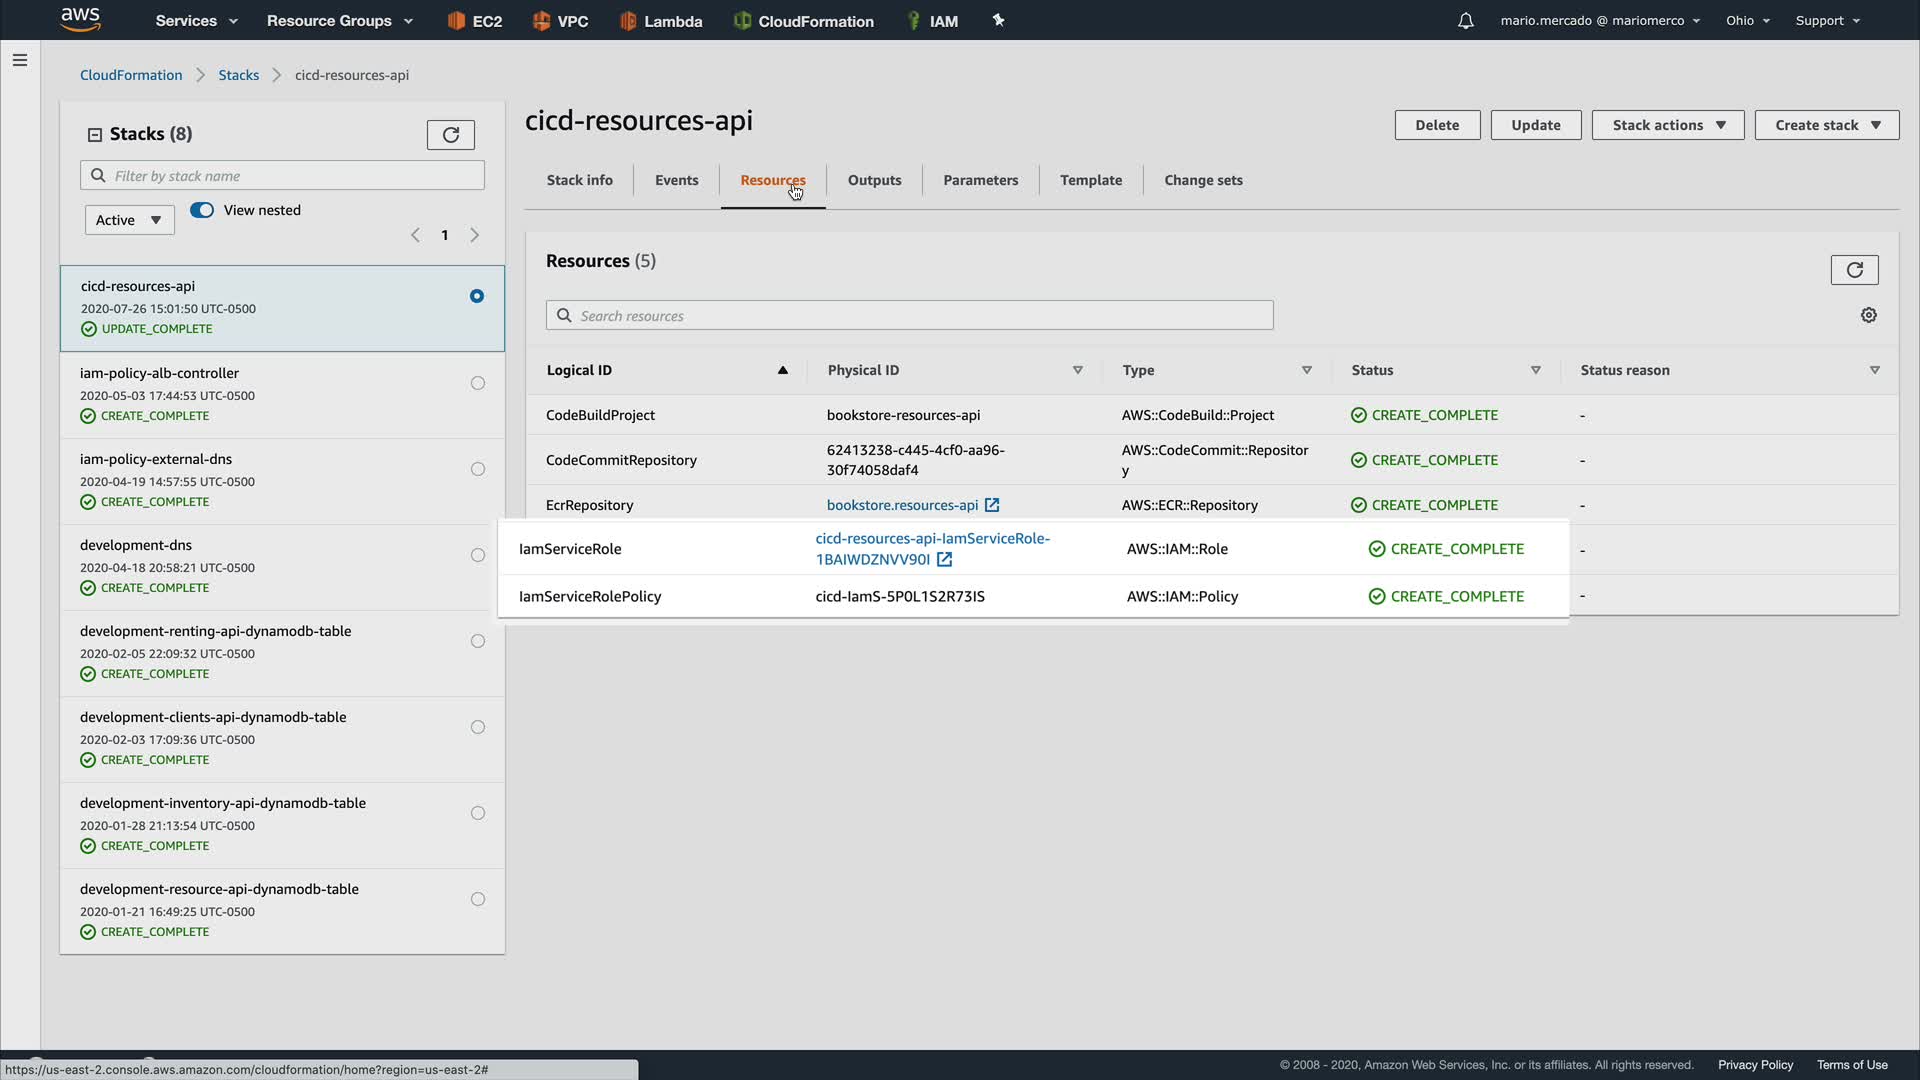 aws Services Resource Groups EC2 VPC Lambda CloudFormation IAM mario.mercado @ mariomerco Ohio Support
CloudFormation Stacks cicd-resources-api
Stacks (8)
Filter by stack name
Active View nested
1
cicd-resources-api
2020-07-26 15:01:50 UTC-0500
UPDATE_COMPLETE
iam-policy-alb-controller
2020-05-03 17:44:53 UTC-0500
CREATE_COMPLETE
iam-policy-external-dns
2020-04-19 14:57:55 UTC-0500
CREATE_COMPLETE
development-dns
2020-04-18 20:58:21 UTC-0500
CREATE_COMPLETE
development-renting-api-dynamodb-table
2020-02-05 22:09:32 UTC-0500
CREATE_COMPLETE
development-clients-api-dynamodb-table
2020-02-03 17:09:36 UTC-0500
CREATE_COMPLETE
development-inventory-api-dynamodb-table
2020-01-28 21:13:54 UTC-0500
CREATE_COMPLETE
development-resource-api-dynamodb-table
2020-01-21 16:49:25 UTC-0500
CREATE_COMPLETE
cicd-resources-api
Delete Update Stack actions Create stack
Stack info Events Resources Outputs Parameters Template Change sets
Resources (5)
Search resources
Logical ID Physical ID Type Status Status reason
CodeBuildProject bookstore-resources-api AWS::CodeBuild::Project CREATE_COMPLETE -
CodeCommitRepository 62413238-c445-4cf0-aa96-
30f74058daf4 AWS::CodeCommit::Repositor
y CREATE_COMPLETE -
EcrRepository bookstore.resources-api AWS::ECR::Repository CREATE_COMPLETE -
IamServiceRole cicd-resources-api-IamServiceRole-
1BAIWDZNVV90I AWS::IAM::Role CREATE_COMPLETE -
IamServiceRolePolicy cicd-IamS-5P0L1S2R73IS AWS::IAM::Policy CREATE_COMPLETE -
https://us-east-2.console.aws.amazon.com/cloudformation/home?region=us-east-2#
© 2008 - 2020, Amazon Web Services, Inc. or its affiliates. All rights reserved. Privacy Policy Terms of Use